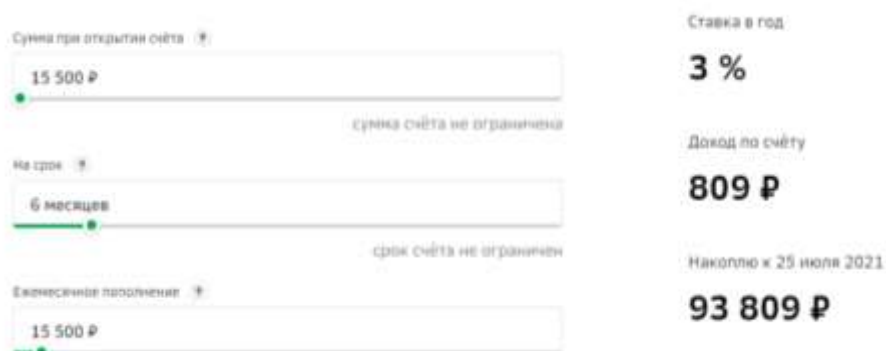 Сумма при открытии счёта ?
15 500 ₽
сумма счёта не ограничена
На срок ?
6 месяцев
срок счёта не ограничен
Ежемесячное пополнение ?
15 500 ₽
Ставка в год
3 %
Доход по счёту
809 ₽
Накоплю к 25 июля 2021
93 809 ₽